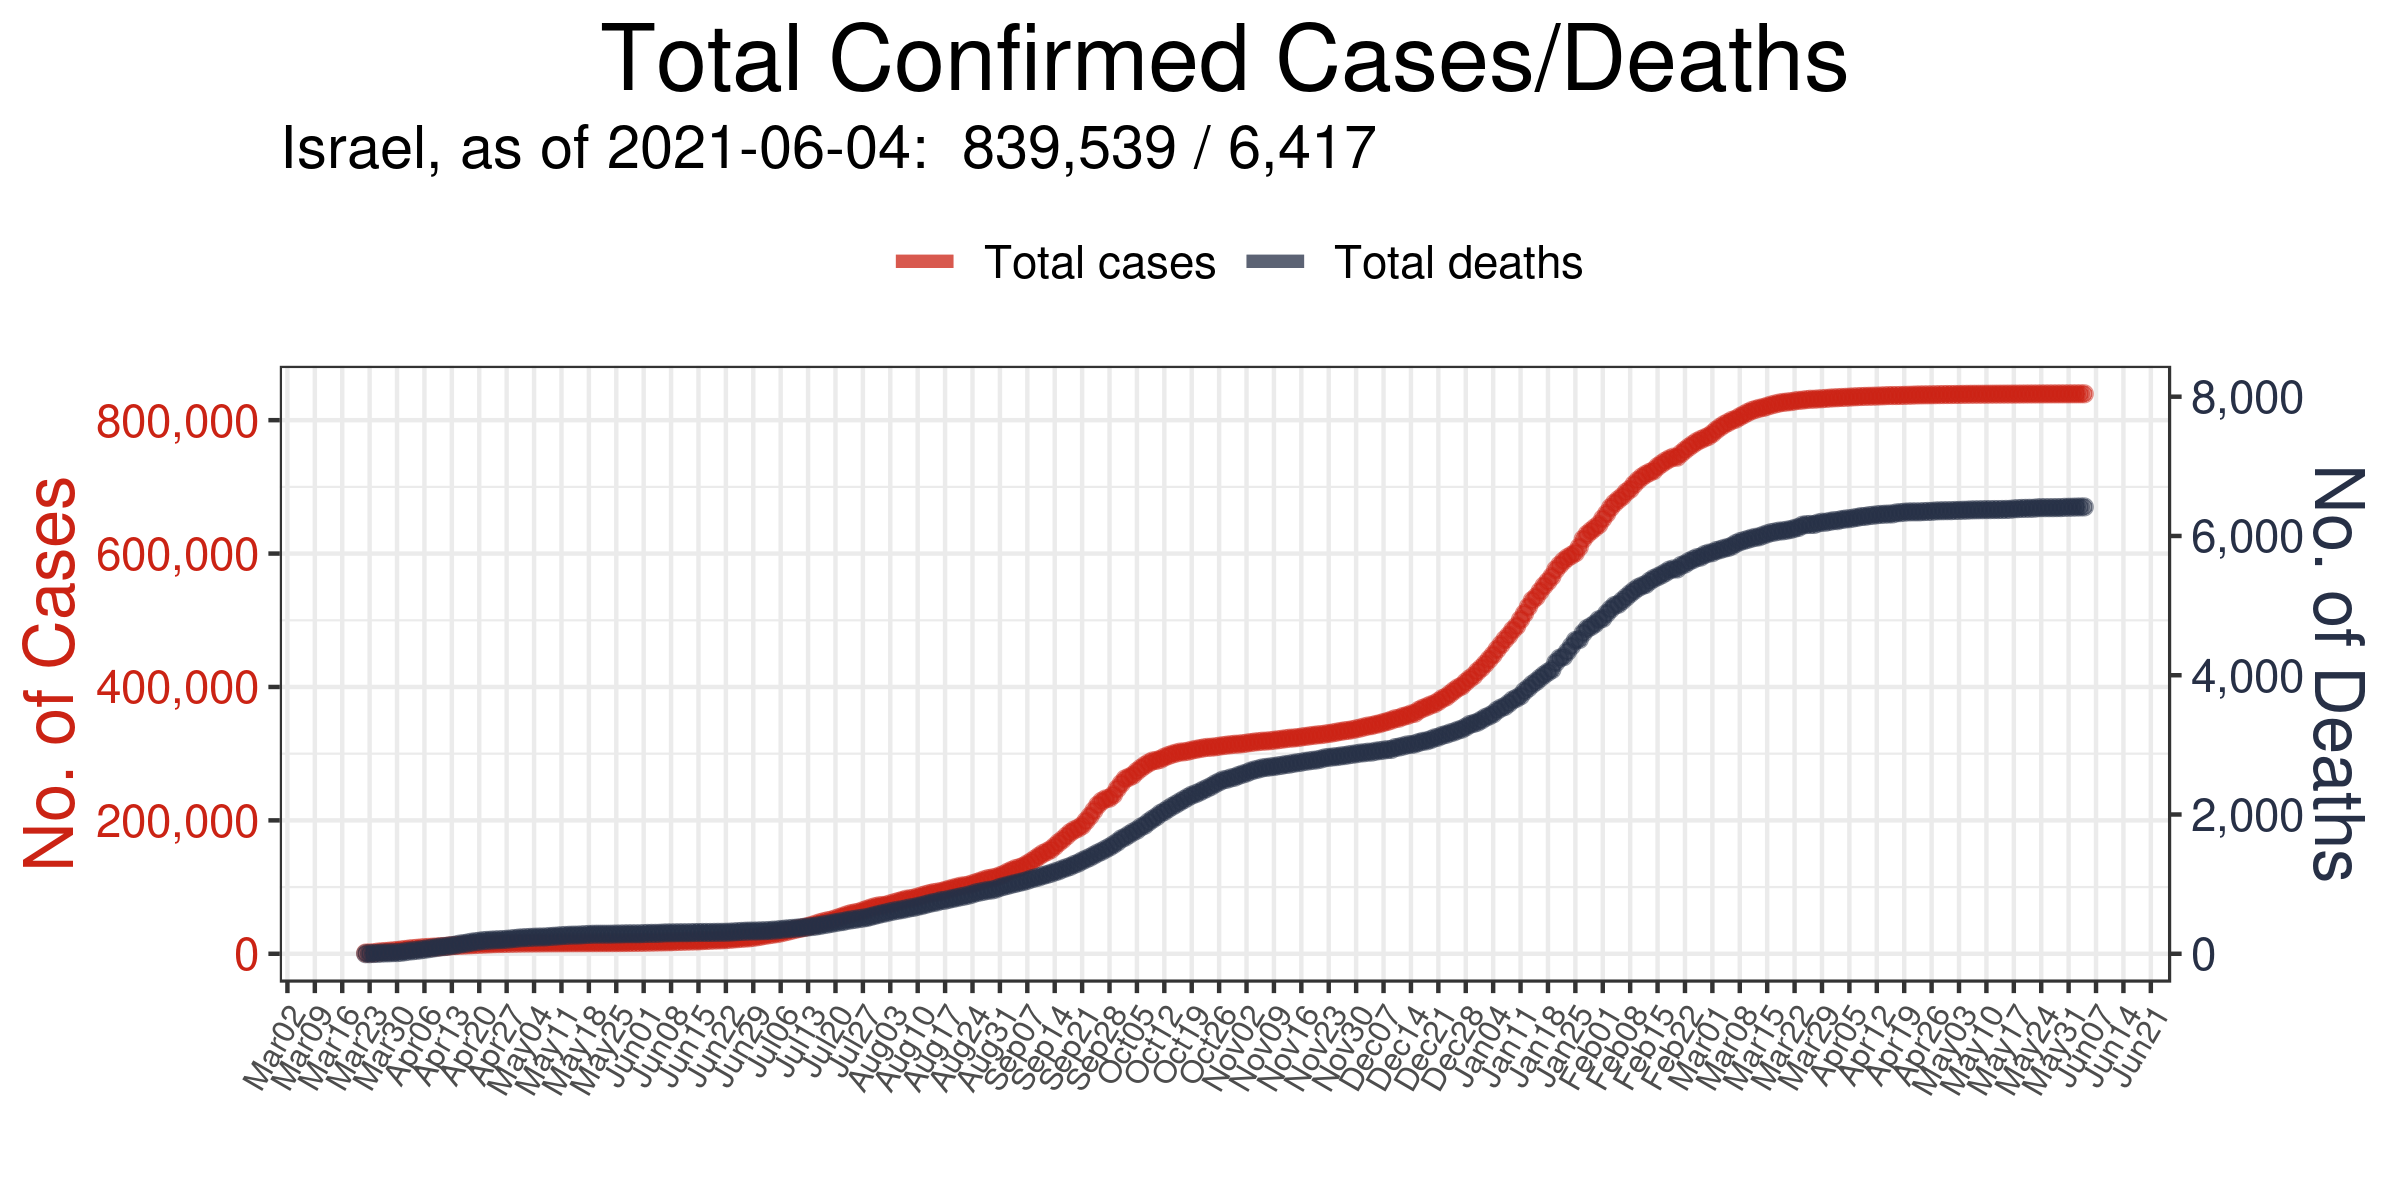 Total Confirmed Cases/Deaths
Israel, as of 2021-06-04:  839,539 / 6,417
Total cases
Total deaths
No. of Cases
800,000
600,000
400,000
200,000
0
8,000
6,000
4,000
2,000
0
No. of Deaths
Mar02
Mar09
Mar16
Mar23
Mar30
Apr06
Apr13
Apr20
Apr27
May04
May11
May18
May25
Jun01
Jun08
Jun15
Jun22
Jun29
Jul06
Jul13
Jul20
Jul27
Aug03
Aug10
Aug17
Aug24
Aug31
Sep07
Sep14
Sep21
Sep28
Oct05
Oct12
Oct19
Oct26
Nov02
Nov09
Nov16
Nov23
Nov30
Dec07
Dec14
Dec21
Dec28
Jan04
Jan11
Jan18
Jan25
Feb01
Feb08
Feb15
Feb22
Mar01
Mar08
Mar15
Mar22
Mar29
Apr05
Apr12
Apr19
Apr26
May03
May10
May17
May24
May31
Jun07
Jun14
Jun21